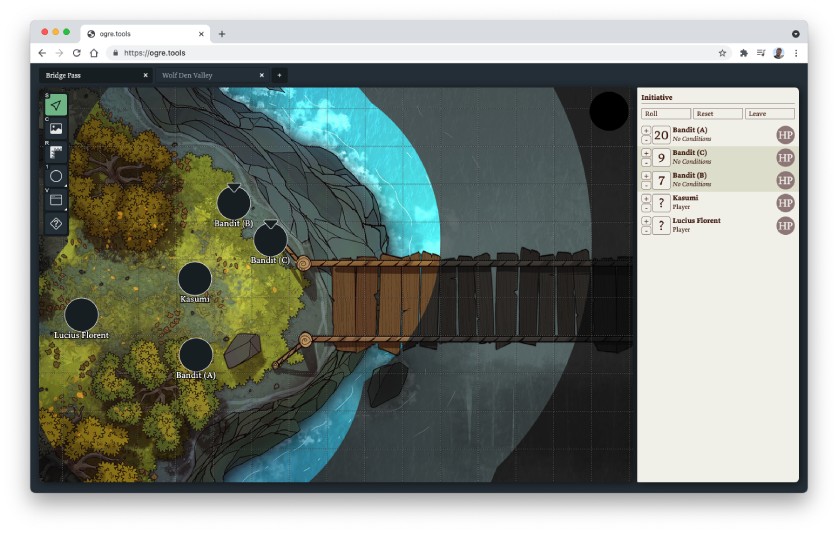 ogre.tools
https://ogre.tools
Bridge Pass
Wolf Den Valley
S
C
R
1
V
Bandit (B)
Bandit (C)
Kasumi
Lucius Florent
Bandit (A)
Initiative
Roll Reset Leave
20 Bandit (A) HP
No Conditions
9 Bandit (C) HP
No Conditions
7 Bandit (B) HP
No Conditions
? Kasumi HP
Player
? Lucius Florent HP
Player